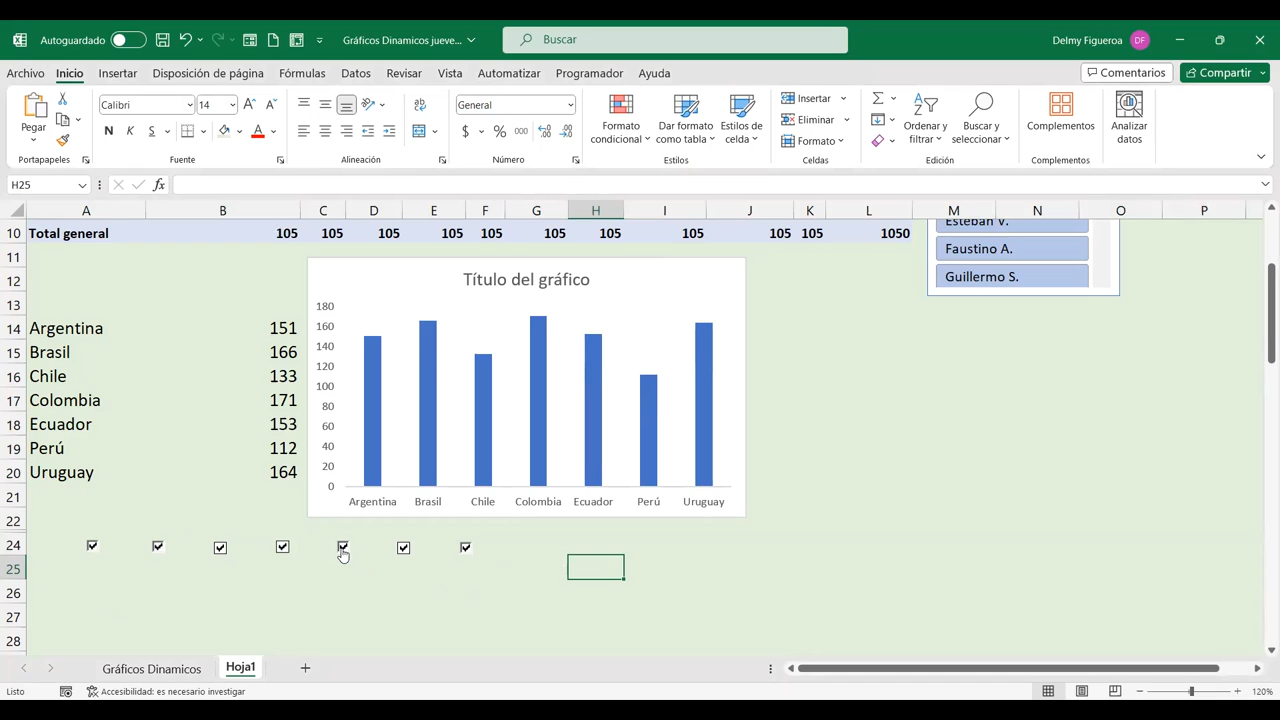 Autoguardado
Gráficos Dinamicos jueve...
Buscar
Delmy Figueroa
DF
Archivo Inicio Insertar Disposición de página Fórmulas Datos Revisar Vista Automatizar Programador Ayuda
Comentarios
Compartir
Pegar
Portapapeles
Calibri 14
N K S
Fuente
Alineación
General
$ % 000
Número
Formato condicional
Dar formato como tabla
Estilos de celda
Estilos
Insertar
Eliminar
Formato
Celdas
Ordenar y filtrar
Buscar y seleccionar
Edición
Complementos
Complementos
Analizar datos
H25
fx
A B C D E F G H I J K L M N O P
10 Total general 105 105 105 105 105 105 105 105 105 105 1050
Esteban V.
Faustino A.
Guillermo S.
11
12
13
14 Argentina 151
15 Brasil 166
16 Chile 133
17 Colombia 171
18 Ecuador 153
19 Perú 112
20 Uruguay 164
21
22
24
25
26
27
28
Título del gráfico
180
160
140
120
100
80
60
40
20
0
Argentina Brasil Chile Colombia Ecuador Perú Uruguay
Gráficos Dinamicos Hoja1
Listo
Accesibilidad: es necesario investigar
120%